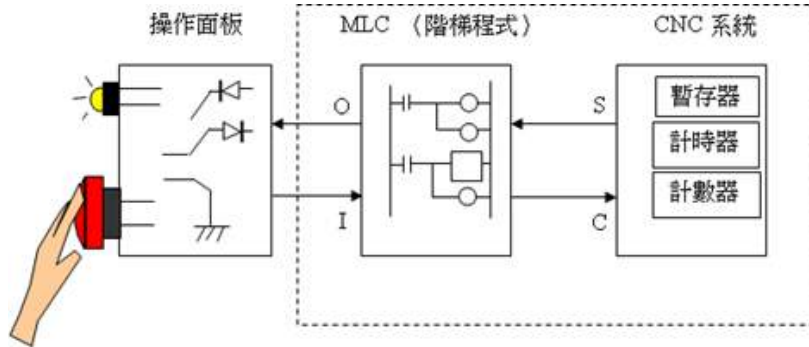 操作面板
MLC （階梯程式）
CNC 系統
O
I
S
C
暫存器
計時器
計數器